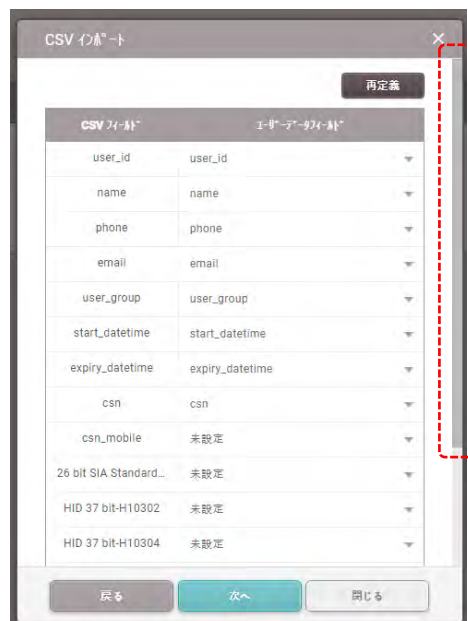 CSV ｲﾝﾎﾟｰﾄ
再定義
CSV ﾌｨｰﾙﾄﾞ ﾕｰｻﾞｰﾃﾞｰﾀﾌｨｰﾙﾄﾞ
user_id user_id
name name
phone phone
email email
user_group user_group
start_datetime start_datetime
expiry_datetime expiry_datetime
csn csn
csn_mobile 未設定
26 bit SIA Standard... 未設定
HID 37 bit-H10302 未設定
HID 37 bit-H10304 未設定
戻る 次へ 閉じる